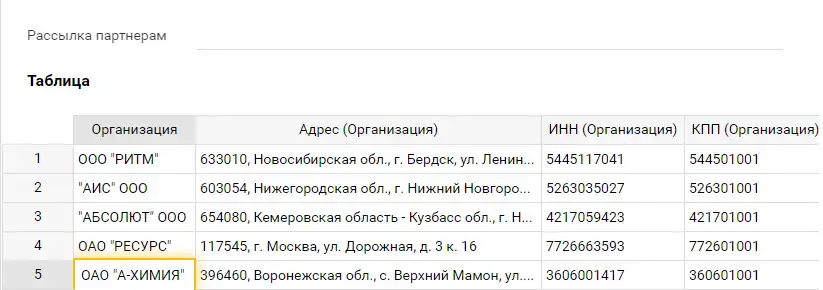 Рассылка партнерам
Таблица
Организация Адрес (Организация) ИНН (Организация) КПП (Организация)
1 ООО "РИТМ" 633010, Новосибирская обл., г. Бердск, ул. Ленин... 5445117041 544501001
2 "АИС" ООО 603054, Нижегородская обл., г. Нижний Новгоро... 5263035027 526301001
3 "АБСОЛЮТ" ООО 654080, Кемеровская область - Кузбасс обл., г. Н... 4217059423 421701001
4 ОАО "РЕСУРС" 117545, г. Москва, ул. Дорожная, д. 3 к. 16 7726663593 772601001
5 ОАО "А-ХИМИЯ" 396460, Воронежская обл., с. Верхний Мамон, ул.... 3606001417 360601001